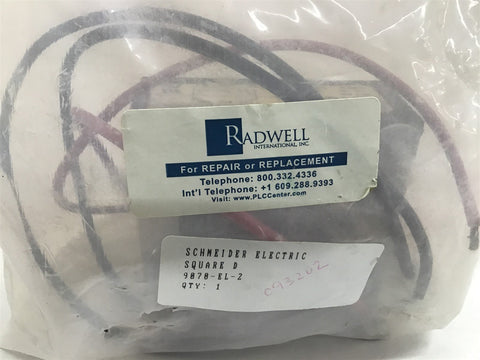 RADWELL
INTERNATIONAL, INC.
For REPAIR or REPLACEMENT
Telephone: 800.332.4336
Int'l Telephone: +1 609.288.9393
Visit: www.PLCCenter.com
SCHNEIDER ELECTRIC
SQUARE D
9070-EL-2
QTY: 1
C93202